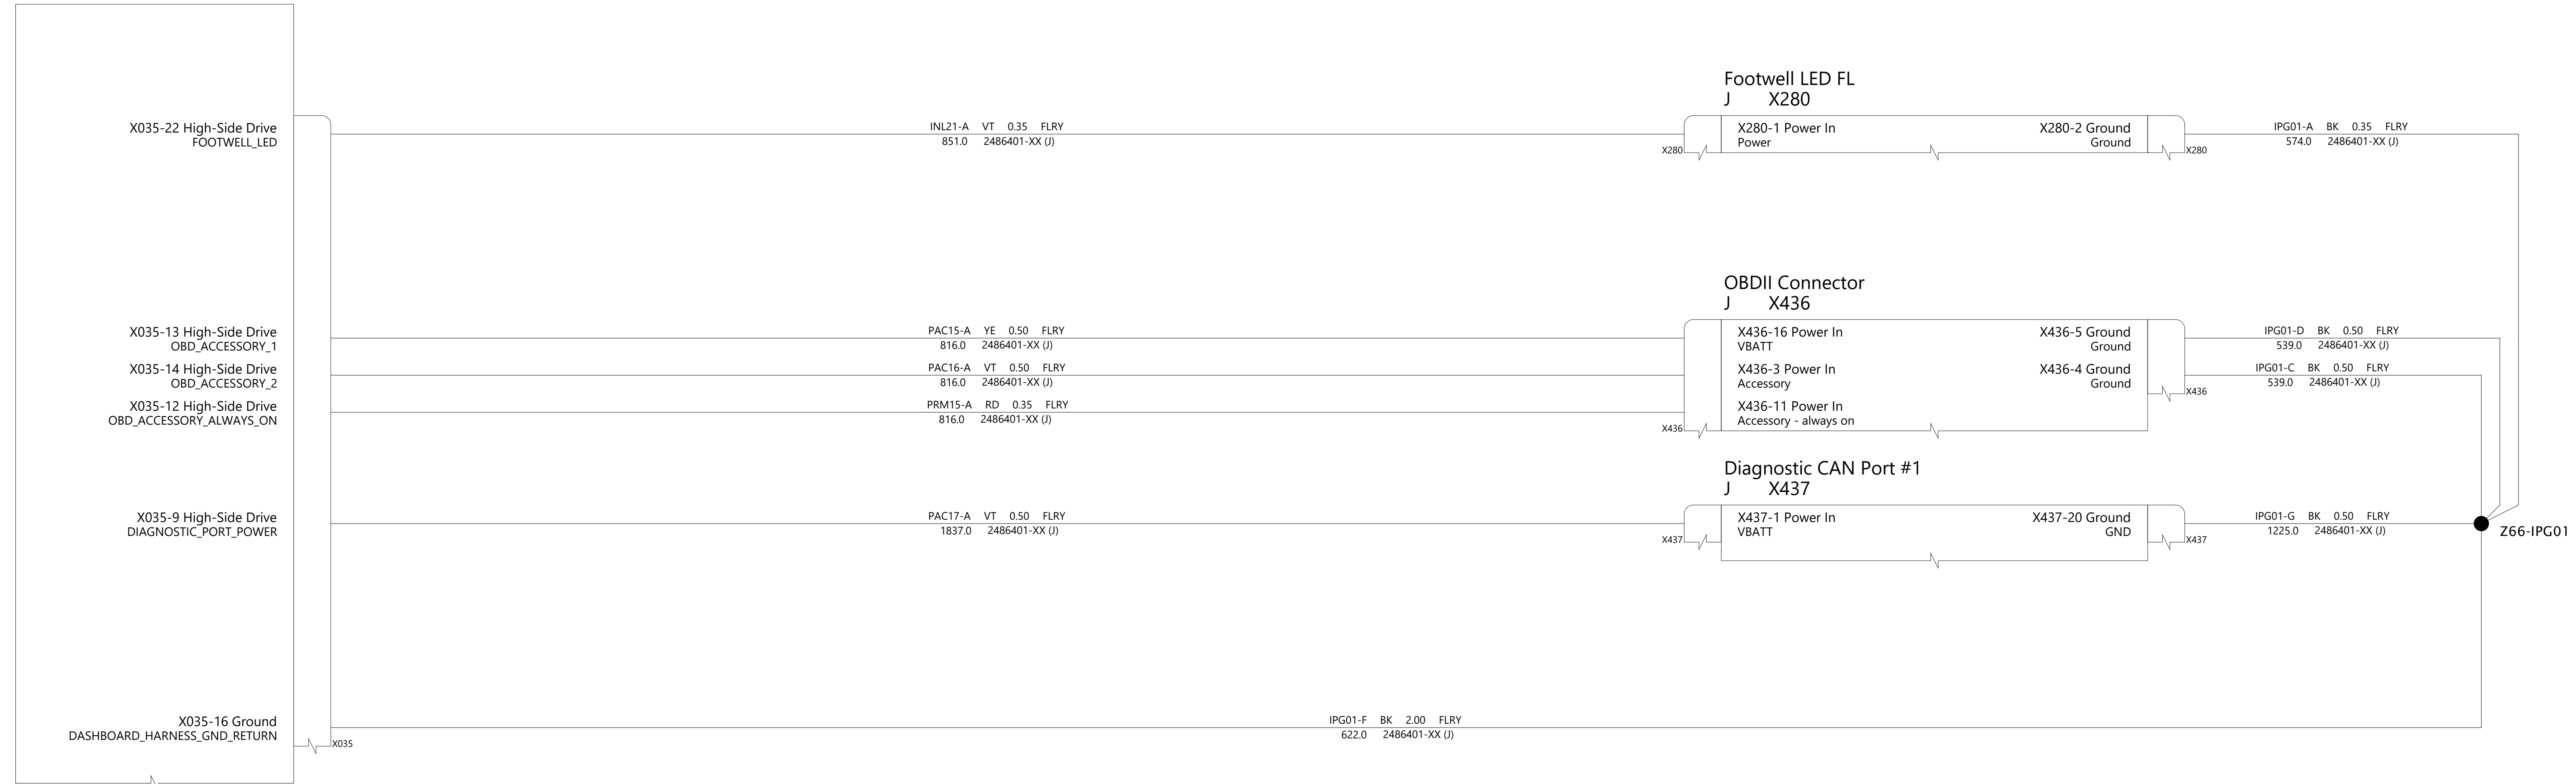 Footwell LED FL
J X280
X035-22 High-Side Drive
FOOTWELL_LED
INL21-A VT 0.35 FLRY
851.0 2486401-XX (J)
X280
X280-1 Power In
Power
X280-2 Ground
Ground
X280
IPG01-A BK 0.35 FLRY
574.0 2486401-XX (J)
OBDII Connector
J X436
X035-13 High-Side Drive
OBD_ACCESSORY_1
PAC15-A YE 0.50 FLRY
816.0 2486401-XX (J)
X436-16 Power In
VBATT
X436-5 Ground
Ground
IPG01-D BK 0.50 FLRY
539.0 2486401-XX (J)
X035-14 High-Side Drive
OBD_ACCESSORY_2
PAC16-A VT 0.50 FLRY
816.0 2486401-XX (J)
X436-3 Power In
Accessory
X436-4 Ground
Ground
X436
IPG01-C BK 0.50 FLRY
539.0 2486401-XX (J)
X035-12 High-Side Drive
OBD_ACCESSORY_ALWAYS_ON
PRM15-A RD 0.35 FLRY
816.0 2486401-XX (J)
X436
X436-11 Power In
Accessory - always on
Diagnostic CAN Port #1
J X437
X035-9 High-Side Drive
DIAGNOSTIC_PORT_POWER
PAC17-A VT 0.50 FLRY
1837.0 2486401-XX (J)
X437
X437-1 Power In
VBATT
X437-20 Ground
GND
X437
IPG01-G BK 0.50 FLRY
1225.0 2486401-XX (J)
Z66-IPG01
X035-16 Ground
DASHBOARD_HARNESS_GND_RETURN
X035
IPG01-F BK 2.00 FLRY
622.0 2486401-XX (J)